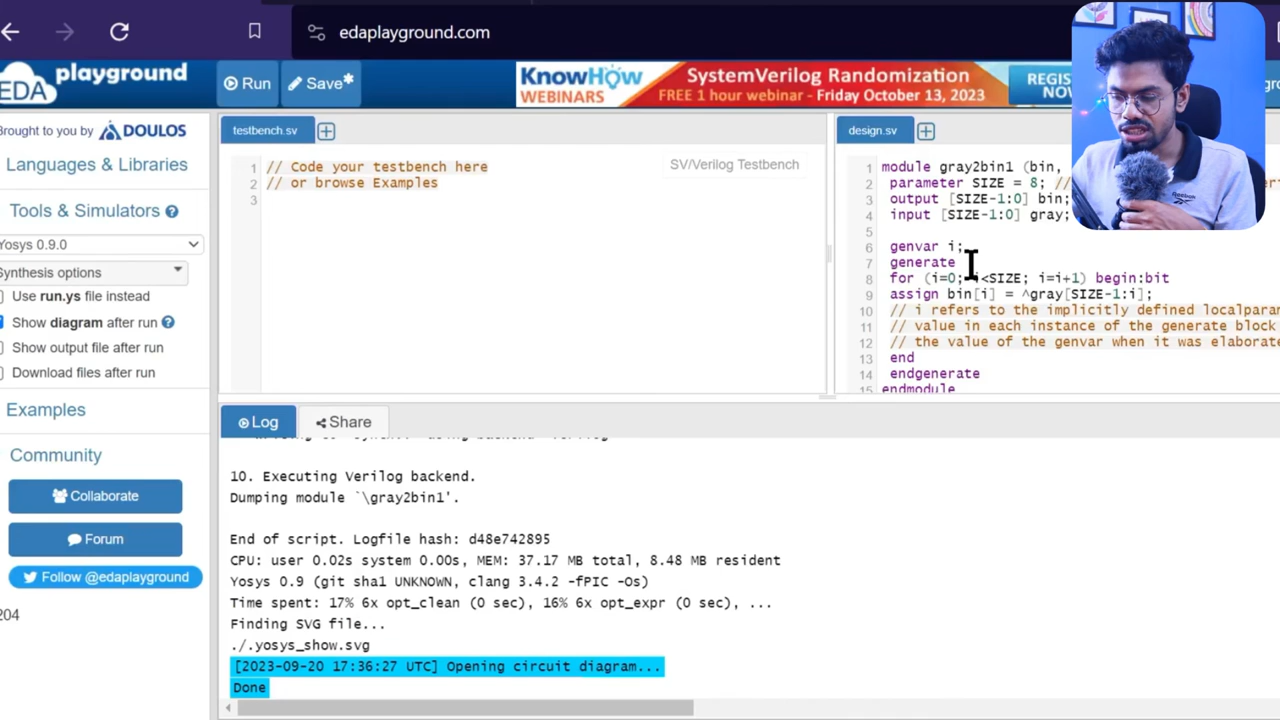 edaplayground.com
EDA playground
Run
Save*
KnowHow
WEBINARS
SystemVerilog Randomization
FREE 1 hour webinar - Friday October 13, 2023
REGIS
NOW
Brought to you by DOULOS
Languages & Libraries
Tools & Simulators
Yosys 0.9.0
Synthesis options
Use run.ys file instead
Show diagram after run
Show output file after run
Download files after run
Examples
Community
Collaborate
Forum
Follow @edaplayground
204
testbench.sv
SV/Verilog Testbench
1 // Code your testbench here
2 // or browse Examples
3
design.sv
1 module gray2bin1 (bin,
2 parameter SIZE = 8; //
3 output [SIZE-1:0] bin;
4 input [SIZE-1:0] gray;
5
6 genvar i;
7 generate
8 for (i=0; i<SIZE; i=i+1) begin:bit
9 assign bin[i] = ^gray[SIZE-1:i];
10 // i refers to the implicitly defined localparam
11 // value in each instance of the generate block
12 // the value of the genvar when it was elaborate
13 end
14 endgenerate
15 endmodule
Reebok
Log
Share
10. Executing Verilog backend.
Dumping module `\gray2bin1'.
End of script. Logfile hash: d48e742895
CPU: user 0.02s system 0.00s, MEM: 37.17 MB total, 8.48 MB resident
Yosys 0.9 (git sha1 UNKNOWN, clang 3.4.2 -fPIC -Os)
Time spent: 17% 6x opt_clean (0 sec), 16% 6x opt_expr (0 sec), ...
Finding SVG file...
./.yosys_show.svg
[2023-09-20 17:36:27 UTC] Opening circuit diagram...
Done